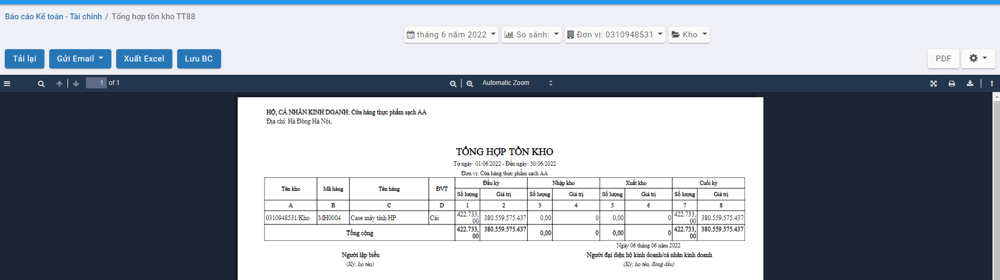 Báo cáo Kế toán - Tài chính / Tổng hợp tồn kho TT88
tháng 6 năm 2022 So sánh: Đơn vị: 0310948531 Kho
Tải lại Gửi Email Xuất Excel Lưu BC PDF
1 of 1 Automatic Zoom
HỘ, CÁ NHÂN KINH DOANH: Cửa hàng thực phẩm sạch AA
Địa chỉ: Hà Đông Hà Nội,
TỔNG HỢP TỒN KHO
Từ ngày: 01/06/2022 - Đến ngày: 30/06/2022
Đơn vị: Cửa hàng thực phẩm sạch AA
Tên kho Mã hàng Tên hàng ĐVT Đầu kỳ Nhập kho Xuất kho Cuối kỳ
Số lượng Giá trị Số lượng Giá trị Số lượng Giá trị Số lượng Giá trị
A B C D 1 2 3 4 5 6 7 8
0310948531/Kho MH0004 Case máy tính HP Cái 422.733,00 380.559.575.437 0,00 0 0,00 0 422.733,00 380.559.575.437
Tổng cộng 422.733,00 380.559.575.437 0,00 0 0,00 0 422.733,00 380.559.575.437
Ngày 06 tháng 06 năm 2022
Người lập biểu Người đại diện hộ kinh doanh/cá nhân kinh doanh
(Ký, họ tên) (Ký, họ tên, đóng dấu)